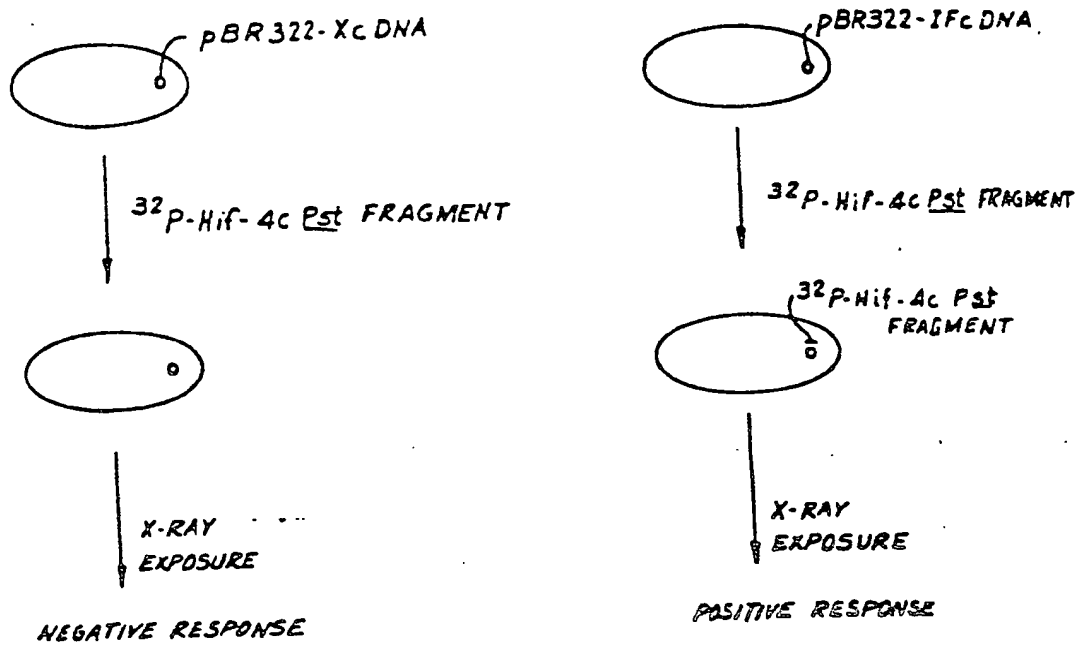 pBR322-XcDNA
32P-Hif-4c Pst FRAGMENT
X-RAY
EXPOSURE
NEGATIVE RESPONSE
pBR322-IFcDNA
32P-Hif-4c Pst FRAGMENT
32P-Hif-4c Pst
FRAGMENT
X-RAY
EXPOSURE
POSITIVE RESPONSE